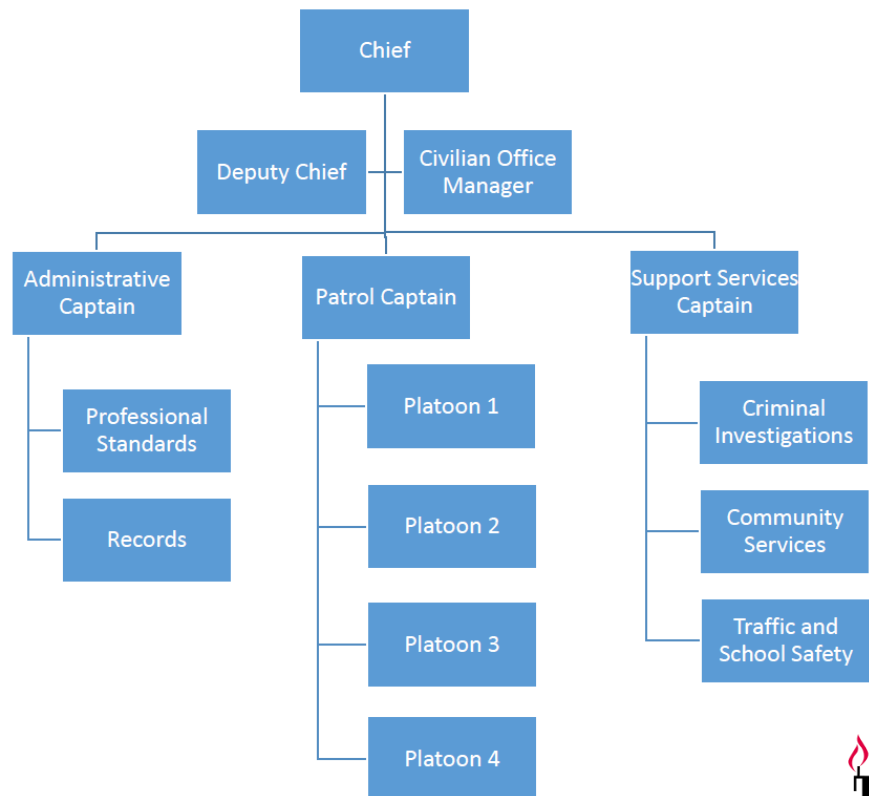 Chief
Deputy Chief
Civilian Office
Manager
Administrative
Captain
Patrol Captain
Support Services
Captain
Professional
Standards
Records
Platoon 1
Platoon 2
Platoon 3
Platoon 4
Criminal
Investigations
Community
Services
Traffic and
School Safety